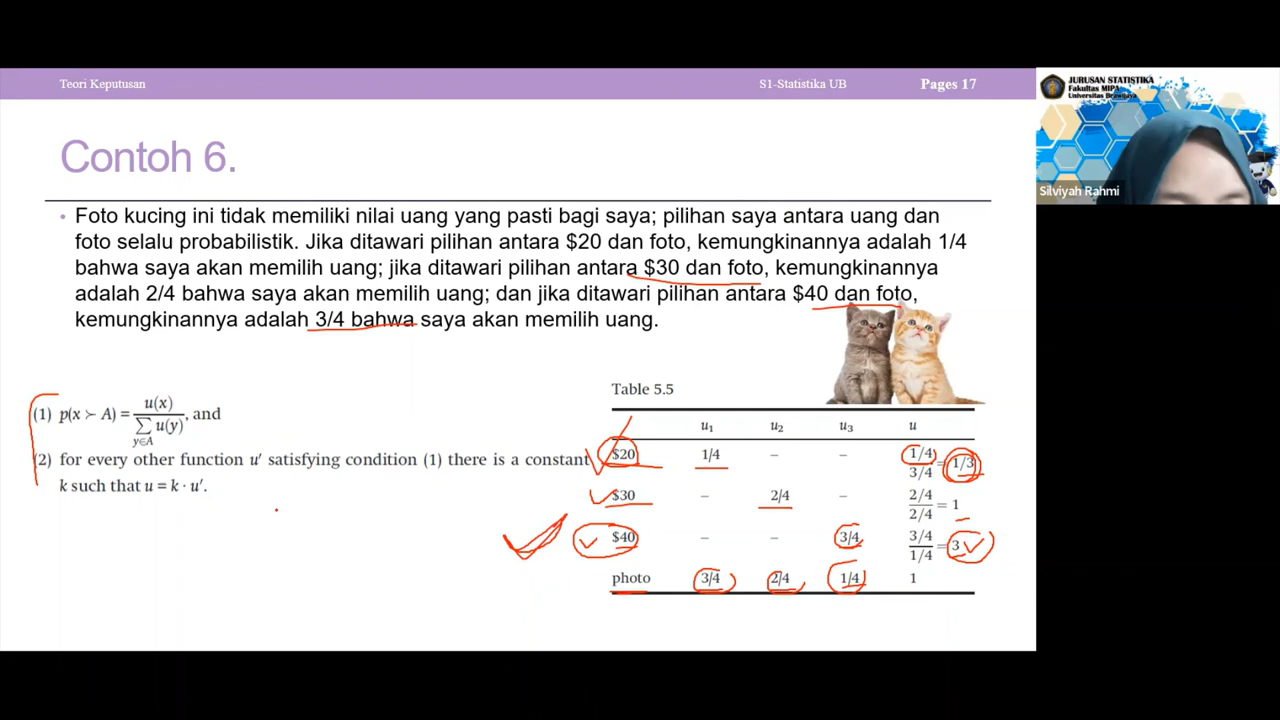 Teori Keputusan
S1-Statistika UB
Pages 17
JURUSAN STATISTIKA
Fakultas MIPA
Universitas Brawijaya
Silviyah Rahmi
Contoh 6.
• Foto kucing ini tidak memiliki nilai uang yang pasti bagi saya; pilihan saya antara uang dan
foto selalu probabilistik. Jika ditawari pilihan antara $20 dan foto, kemungkinannya adalah 1/4
bahwa saya akan memilih uang; jika ditawari pilihan antara $30 dan foto, kemungkinannya
adalah 2/4 bahwa saya akan memilih uang; dan jika ditawari pilihan antara $40 dan foto,
kemungkinannya adalah 3/4 bahwa saya akan memilih uang.
(1) p(x ≻ A) = u(x) / ∑ y∈A u(y), and
(2) for every other function u′ satisfying condition (1) there is a constant
k such that u = k · u′.
Table 5.5
u₁ u₂ u₃ u
$20 1/4 – – 1/4 / 3/4 = 1/3
$30 – 2/4 – 2/4 / 2/4 = 1
$40 – – 3/4 3/4 / 1/4 = 3
photo 3/4 2/4 1/4 1